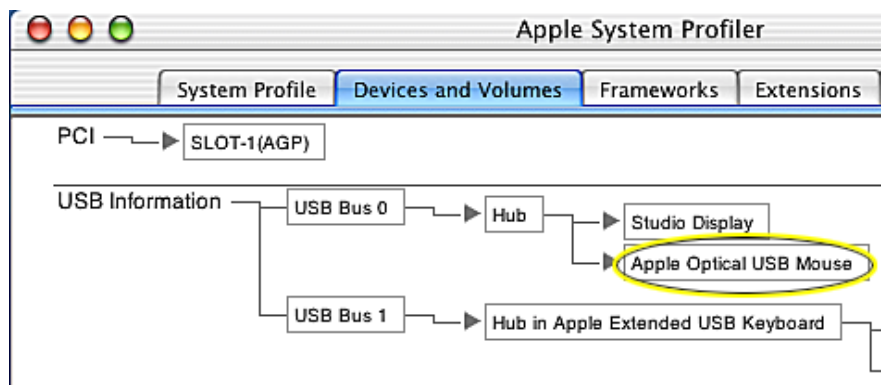 Apple System Profiler
System Profile Devices and Volumes Frameworks Extensions
PCI SLOT-1(AGP)
USB Information USB Bus 0 Hub Studio Display
Apple Optical USB Mouse
USB Bus 1 Hub in Apple Extended USB Keyboard